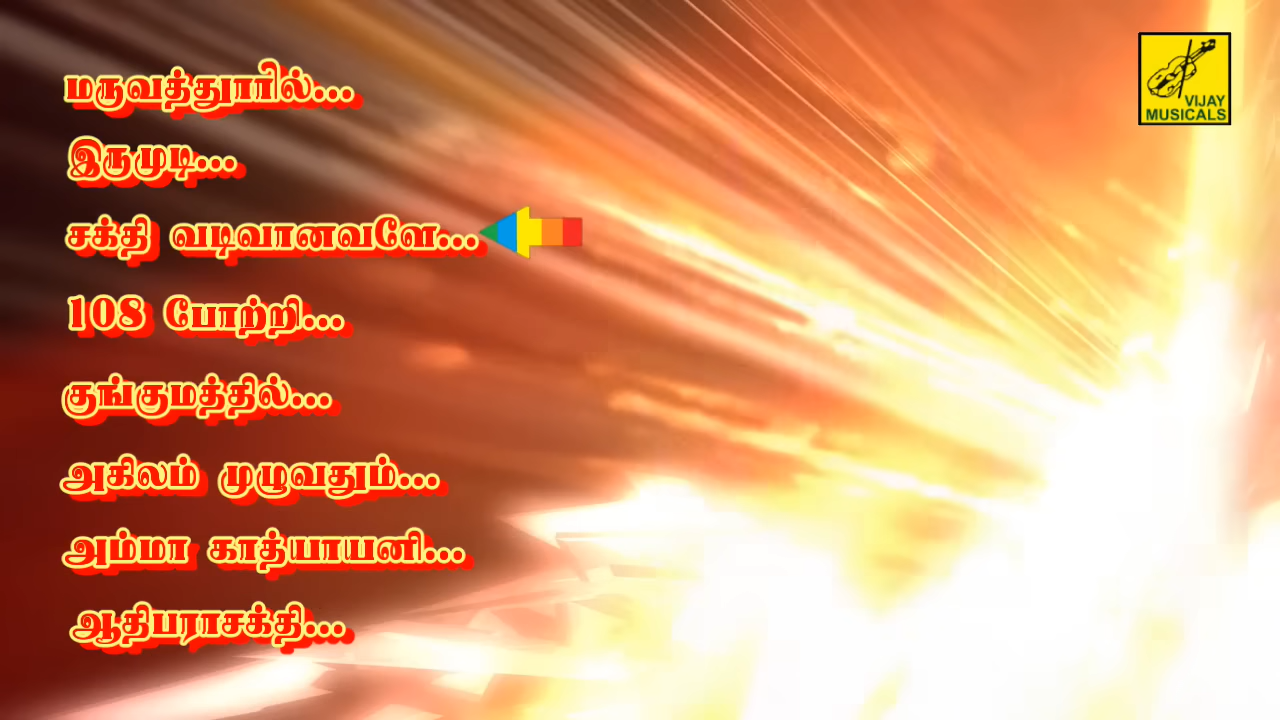 மருவத்தூரில்...
இருமுடி...
சக்தி வடிவானவளே...
108 போற்றி...
குங்குமத்தில்...
அகிலம் முழுவதும்...
அம்மா காத்யாயனி...
ஆதிபராசக்தி...
VIJAY
MUSICALS